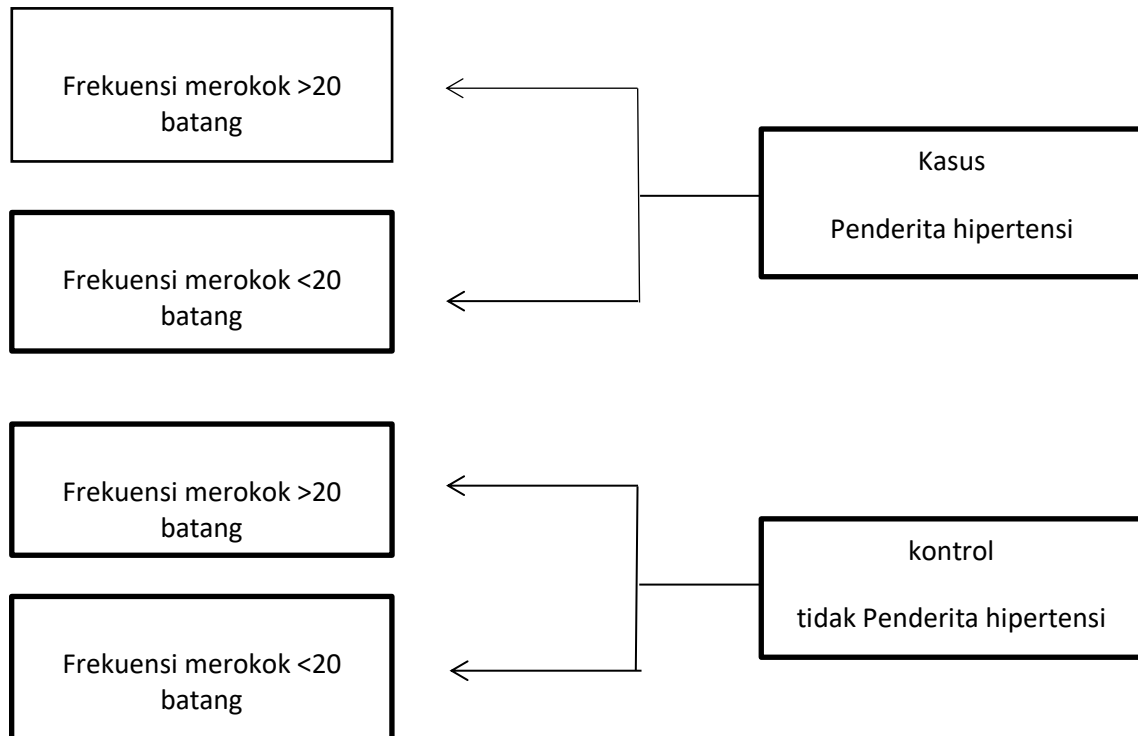 Frekuensi merokok >20
batang
Kasus
Penderita hipertensi
Frekuensi merokok <20
batang
Frekuensi merokok >20
batang
kontrol
tidak Penderita hipertensi
Frekuensi merokok <20
batang